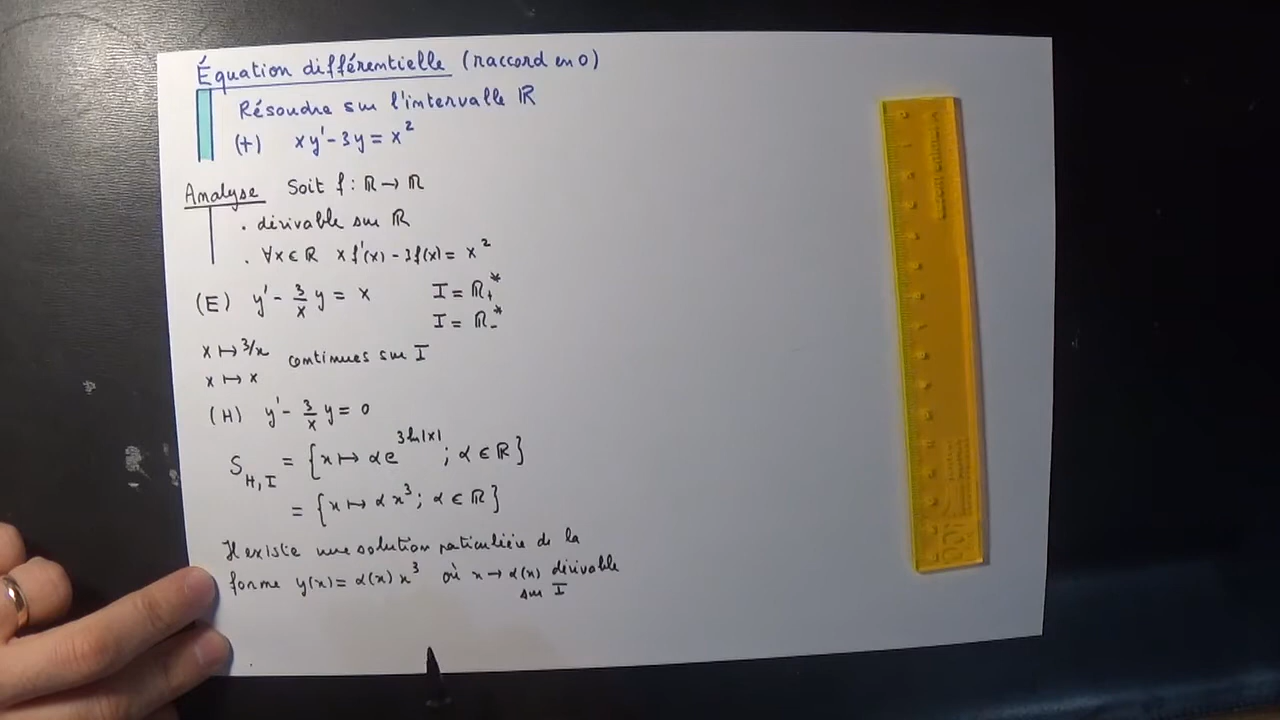 Équation différentielle (raccord en 0)
Résoudre sur l'intervalle ℝ
(+) xy' - 3y = x²
Analyse Soit f : ℝ → ℝ
. dérivable sur ℝ
. ∀x ∈ ℝ x f'(x) - 3f(x) = x²
(E) y' - 3/x y = x I = ℝ₊*
I = ℝ₋*
x ↦ 3/x continues sur I
x ↦ x
(H) y' - 3/x y = 0
S_{H,I} = {x ↦ αe^{3ln|x|} ; α ∈ ℝ}
= {x ↦ αx³ ; α ∈ ℝ}
Il existe une solution particulière de la
forme y(x) = α(x)x³ où x → α(x) dérivable
sur I